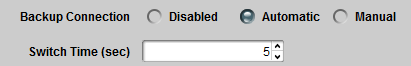 Backup Connection Disabled Automatic Manual
Switch Time (sec) 5